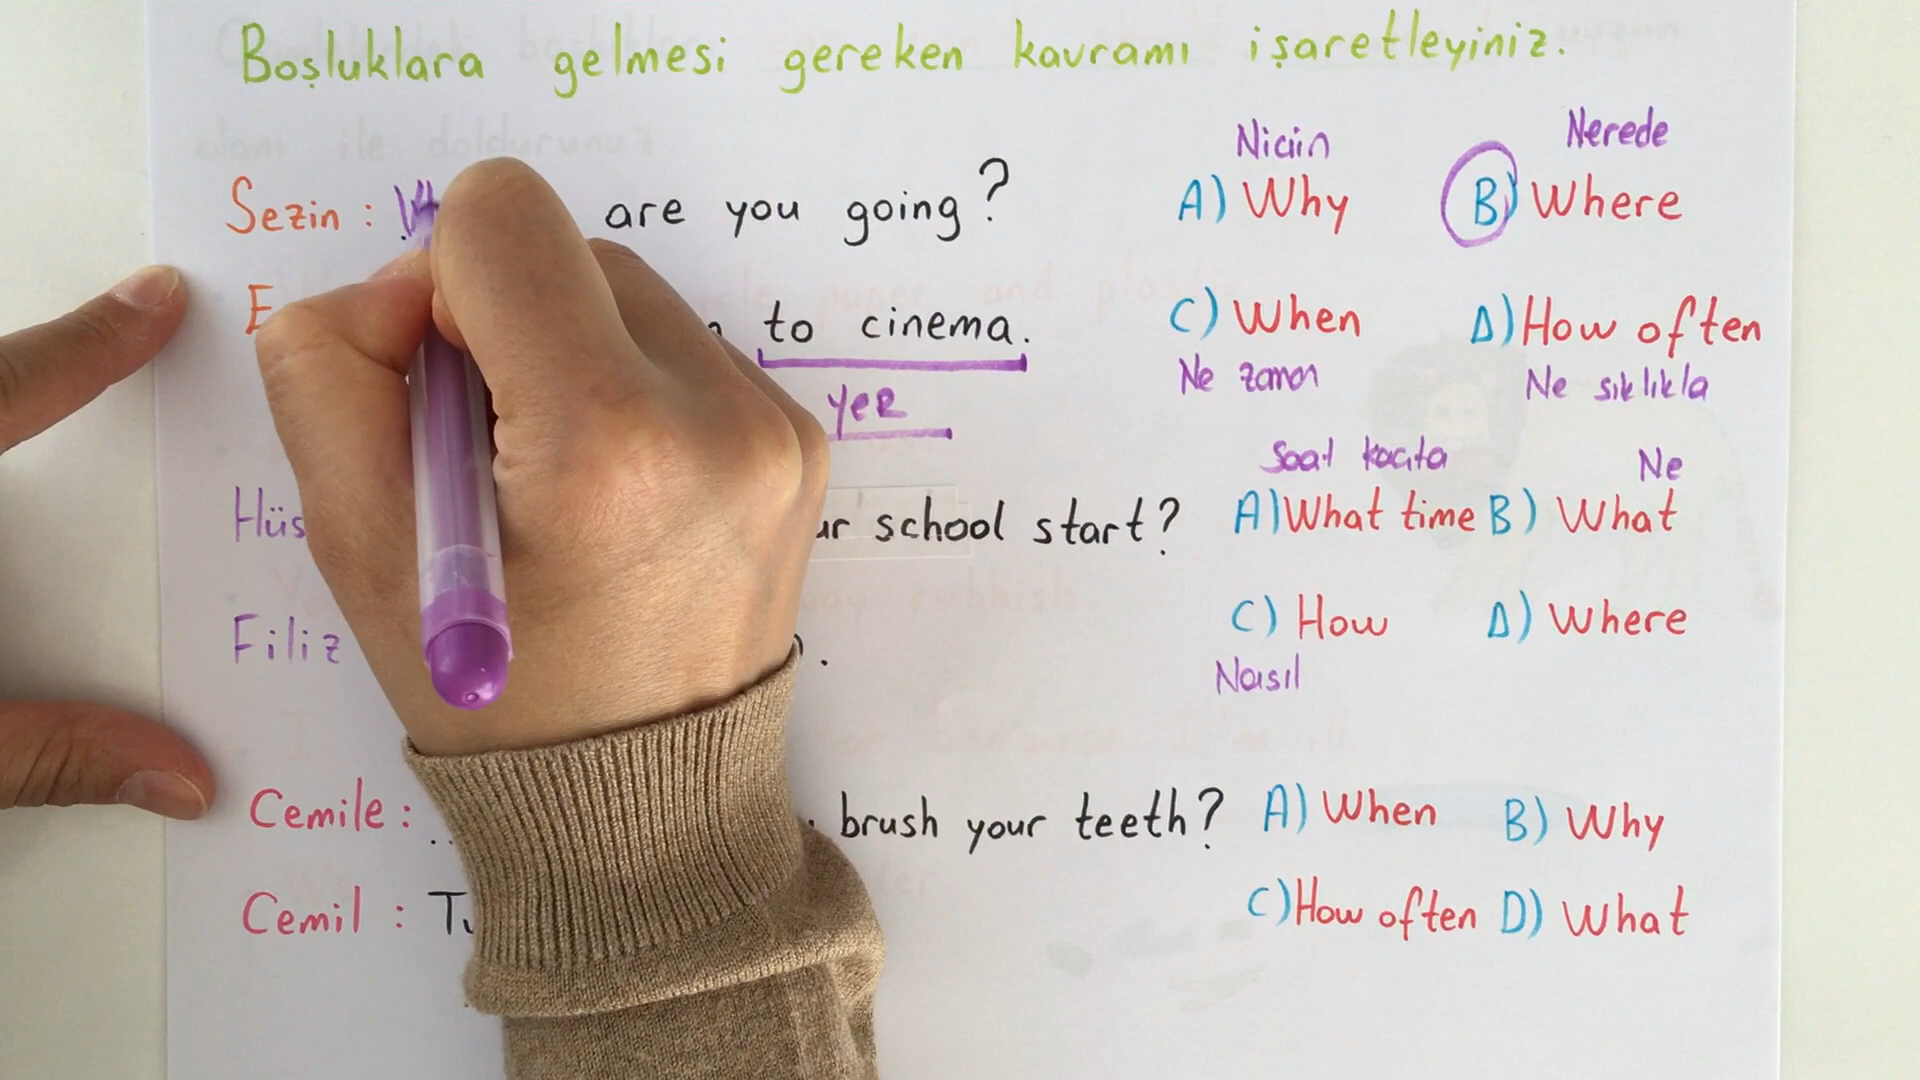 Boşluklara gelmesi gereken kavramı işaretleyiniz.
Niçin Nerede
Sezin : are you going? A) Why B) Where
to cinema. C) When D) How often
Ne zaman Ne sıklıkla
yer
Saat kaçta Ne
school start? A) What time B) What
Filiz C) How D) Where
Nasıl
Cemile : brush your teeth? A) When B) Why
Cemil : C) How often D) What